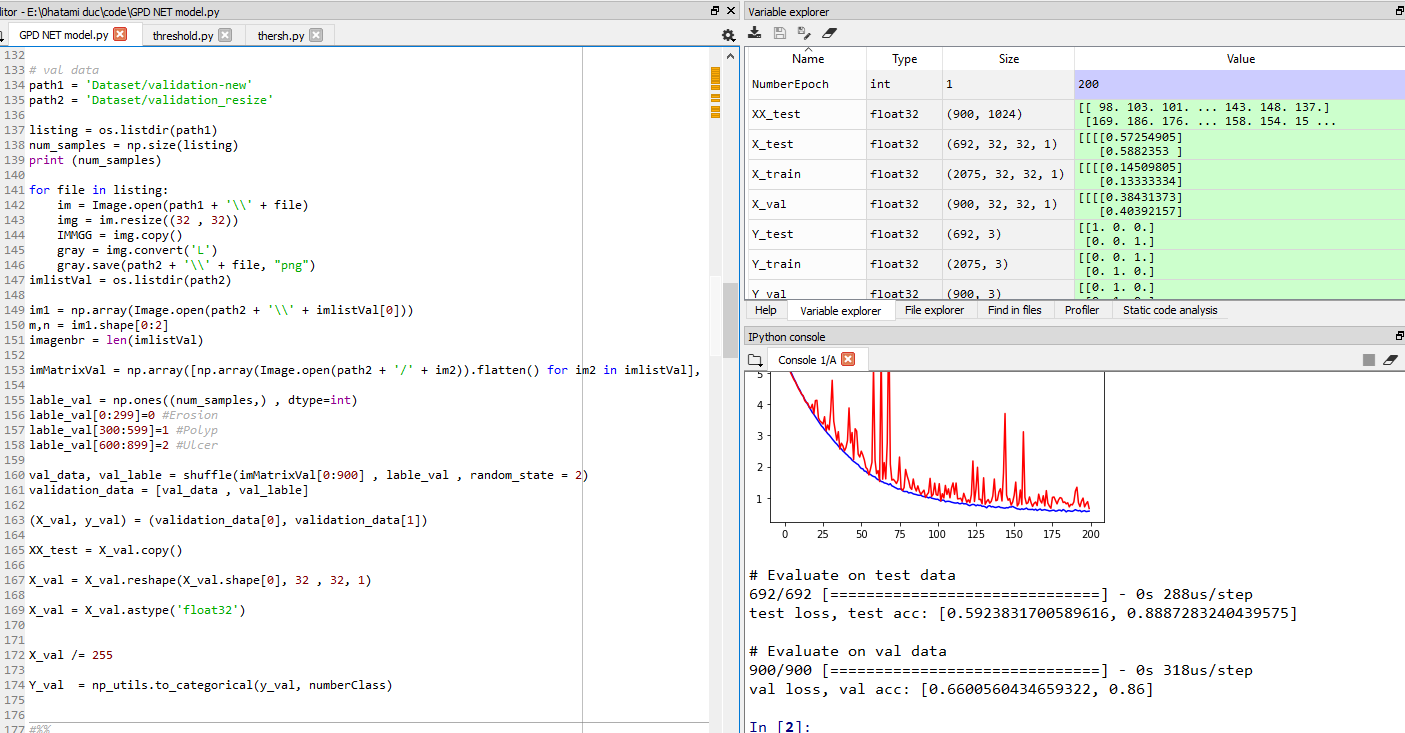 itor - E:\0hatami duc\code\GPD NET model.py
GPD NET model.py
threshold.py
thersh.py
132
133 # val data
134 path1 = 'Dataset/validation-new'
135 path2 = 'Dataset/validation_resize'
136
137 listing = os.listdir(path1)
138 num_samples = np.size(listing)
139 print (num_samples)
140
141 for file in listing:
142     im = Image.open(path1 + '\\' + file)
143     img = im.resize((32 , 32))
144     IMMGG = img.copy()
145     gray = img.convert('L')
146     gray.save(path2 + '\\' + file, "png")
147 imlistVal = os.listdir(path2)
148
149 im1 = np.array(Image.open(path2 + '\\' + imlistVal[0]))
150 m,n = im1.shape[0:2]
151 imagenbr = len(imlistVal)
152
153 imMatrixVal = np.array([np.array(Image.open(path2 + '/' + im2)).flatten() for im2 in imlistVal],
154
155 lable_val = np.ones((num_samples,) , dtype=int)
156 lable_val[0:299]=0 #Erosion
157 lable_val[300:599]=1 #Polyp
158 lable_val[600:899]=2 #Ulcer
159
160 val_data, val_lable = shuffle(imMatrixVal[0:900] , lable_val , random_state = 2)
161 validation_data = [val_data , val_lable]
162
163 (X_val, y_val) = (validation_data[0], validation_data[1])
164
165 XX_test = X_val.copy()
166
167 X_val = X_val.reshape(X_val.shape[0], 32 , 32, 1)
168
169 X_val = X_val.astype('float32')
170
171
172 X_val /= 255
173
174 Y_val  = np_utils.to_categorical(y_val, numberClass)
175
176
177 #%%
Variable explorer
Name Type Size Value
NumberEpoch int 1 200
XX_test float32 (900, 1024) [[ 98. 103. 101. ... 143. 148. 137.]
[169. 186. 176. ... 158. 154. 15 ...
X_test float32 (692, 32, 32, 1) [[[[0.57254905]
[0.5882353 ]
X_train float32 (2075, 32, 32, 1) [[[[0.14509805]
[0.13333334]
X_val float32 (900, 32, 32, 1) [[[[0.38431373]
[0.40392157]
Y_test float32 (692, 3) [[1. 0. 0.]
[0. 0. 1.]
Y_train float32 (2075, 3) [[0. 0. 1.]
[0. 1. 0.]
Y_val float32 (900, 3) [[0. 1. 0.]
Help Variable explorer File explorer Find in files Profiler Static code analysis
IPython console
Console 1/A
5
4
3
2
1
0 25 50 75 100 125 150 175 200
# Evaluate on test data
692/692 [==============================] - 0s 288us/step
test loss, test acc: [0.5923831700589616, 0.8887283240439575]
# Evaluate on val data
900/900 [==============================] - 0s 318us/step
val loss, val acc: [0.6600560434659322, 0.86]
In [2]: